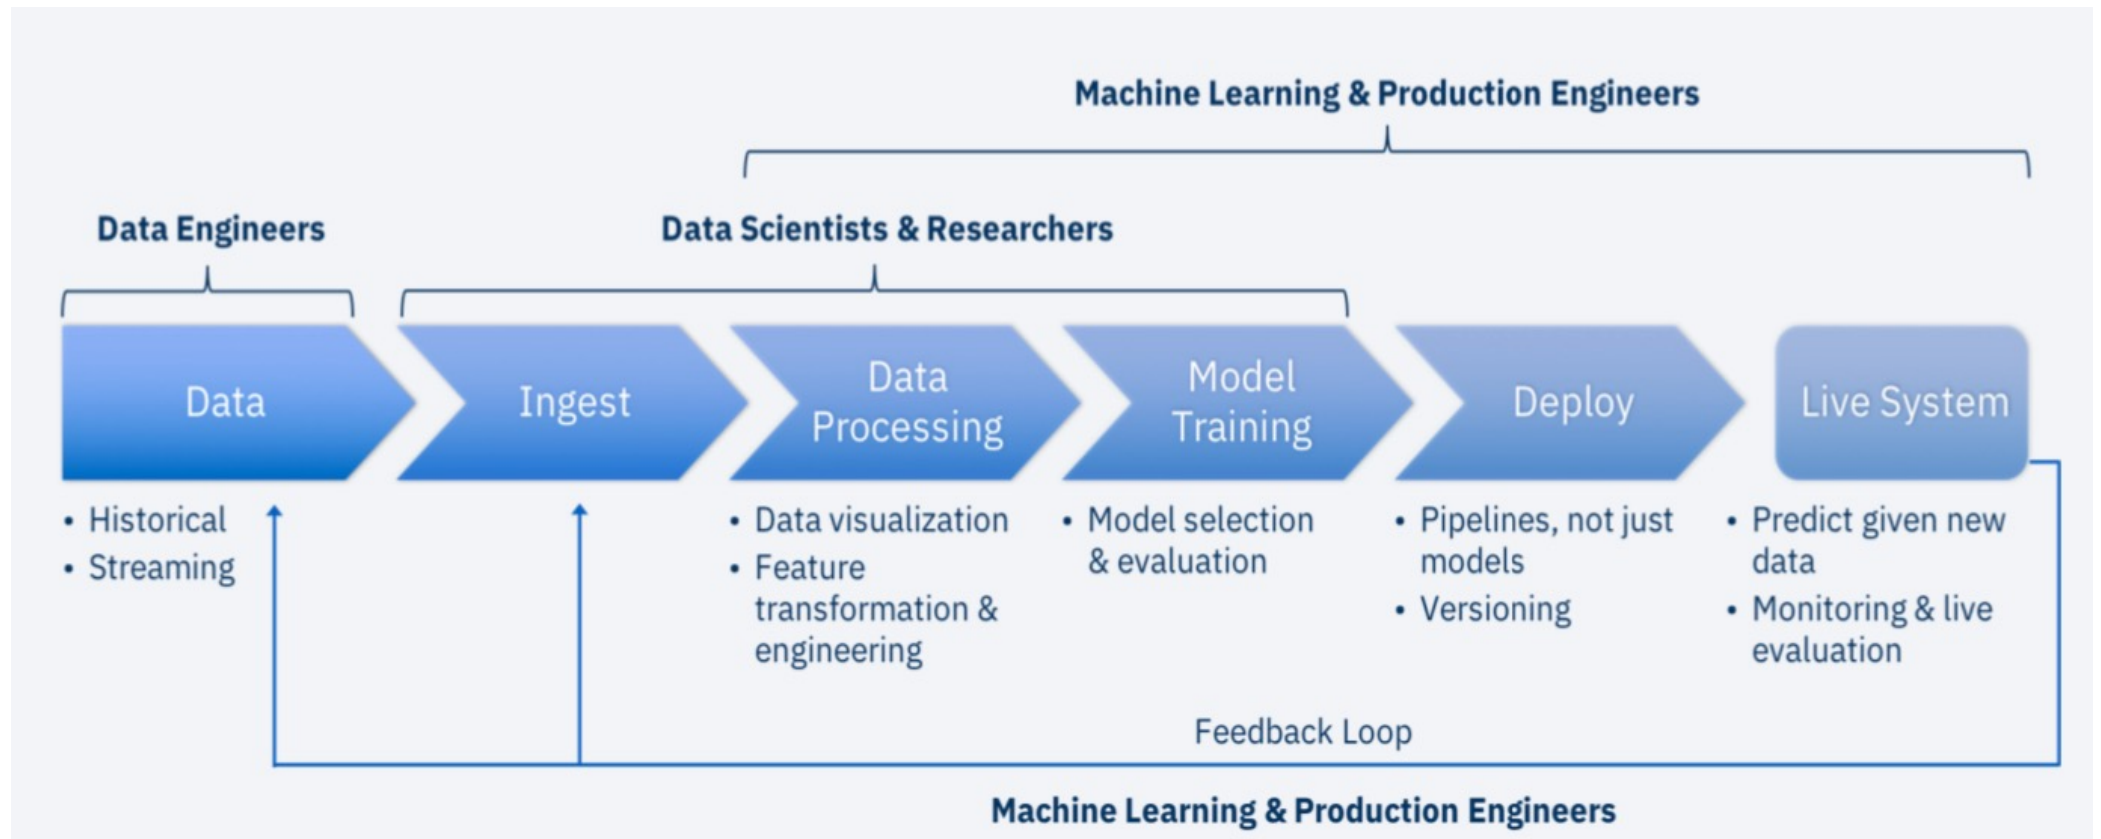 Machine Learning & Production Engineers
Data Engineers
Data Scientists & Researchers
Data
Ingest
Data
Processing
Model
Training
Deploy
Live System
• Historical
• Streaming
• Data visualization
• Feature
transformation &
engineering
• Model selection
& evaluation
• Pipelines, not just
models
• Versioning
• Predict given new
data
• Monitoring & live
evaluation
Feedback Loop
Machine Learning & Production Engineers